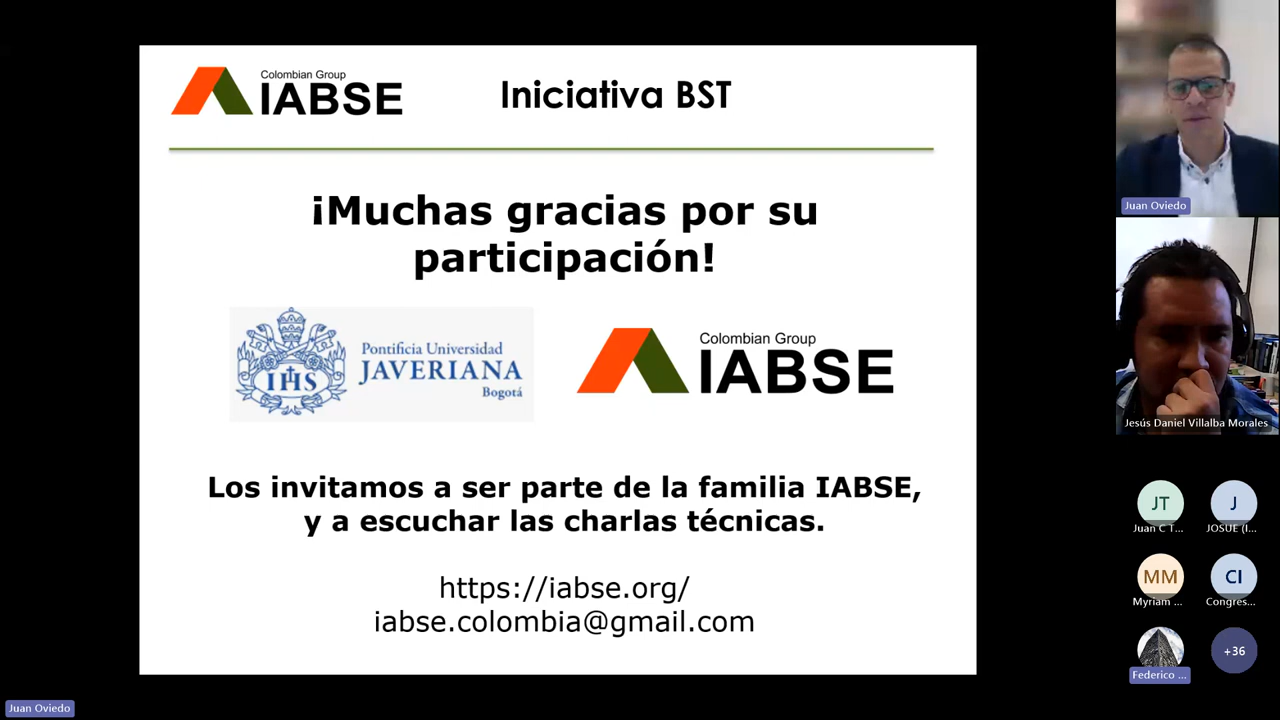 Colombian Group
IABSE
Iniciativa BST
¡Muchas gracias por su
participación!
IHS
Pontificia Universidad
JAVERIANA
Bogotá
Colombian Group
IABSE
Los invitamos a ser parte de la familia IABSE,
y a escuchar las charlas técnicas.
https://iabse.org/
iabse.colombia@gmail.com
Juan Oviedo
Juan Oviedo
Jesús Daniel Villalba Morales
JT
Juan C T...
J
JOSUE (I...
MM
Myriam ...
CI
Congres...
Federico ...
+36